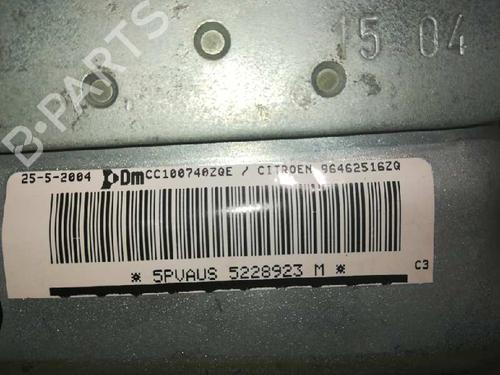 15 04
B-PARTS
25-5-2004 Dm CC100740ZQE / CITROEN 96462516ZQ
* 5PVAUS 5228923 M *
C3